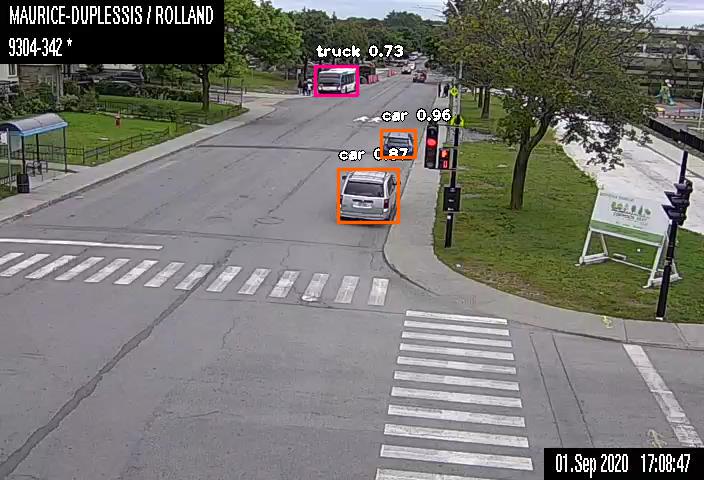 MAURICE-DUPLESSIS / ROLLAND
9304-342 *
truck 0.73
car 0.96
car 0.87
01.Sep 2020 17:08:47